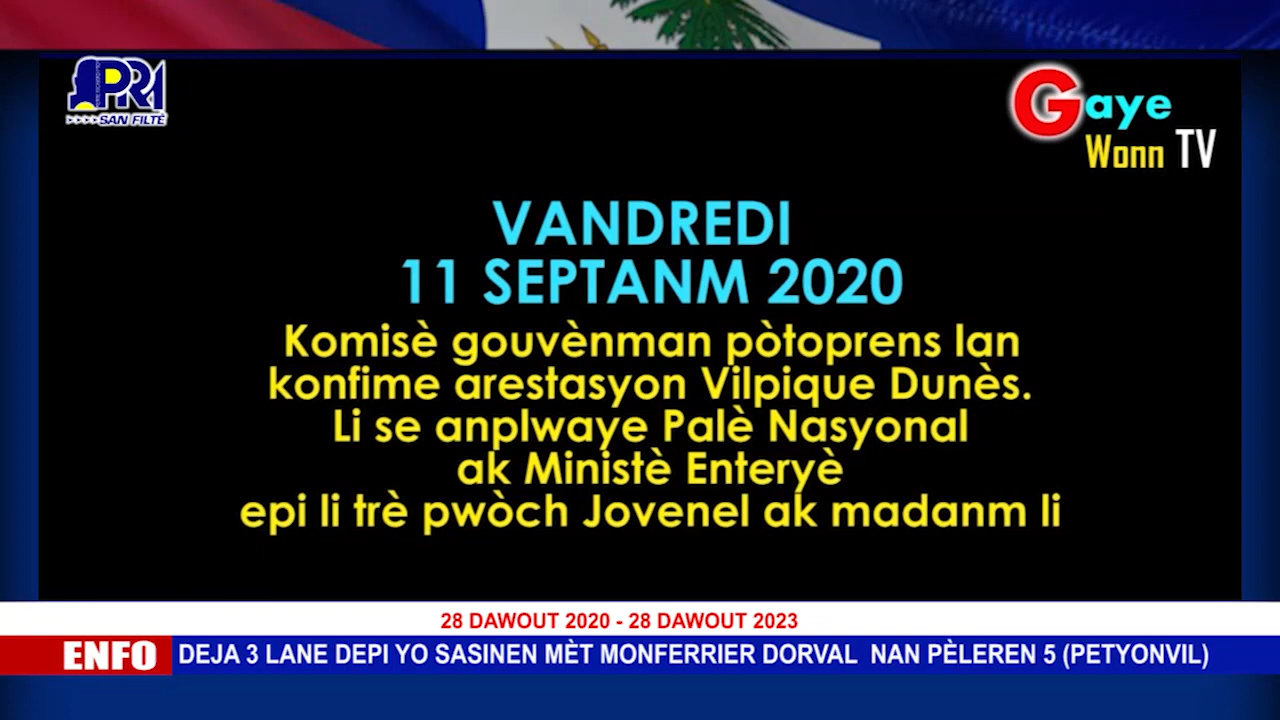 PRI
SAN FILTÈ
Gaye
Wonn TV
VANDREDI
11 SEPTANM 2020
Komisè gouvènman pòtoprens lan
konfime arestasyon Vilpique Dunès.
Li se anplwaye Palè Nasyonal
ak Ministè Enteryè
epi li trè pwòch Jovenel ak madanm li
28 DAWOUT 2020 - 28 DAWOUT 2023
ENFO
DEJA 3 LANE DEPI YO SASINEN MÈT MONFERRIER DORVAL NAN PÈLEREN 5 (PETYONVIL)